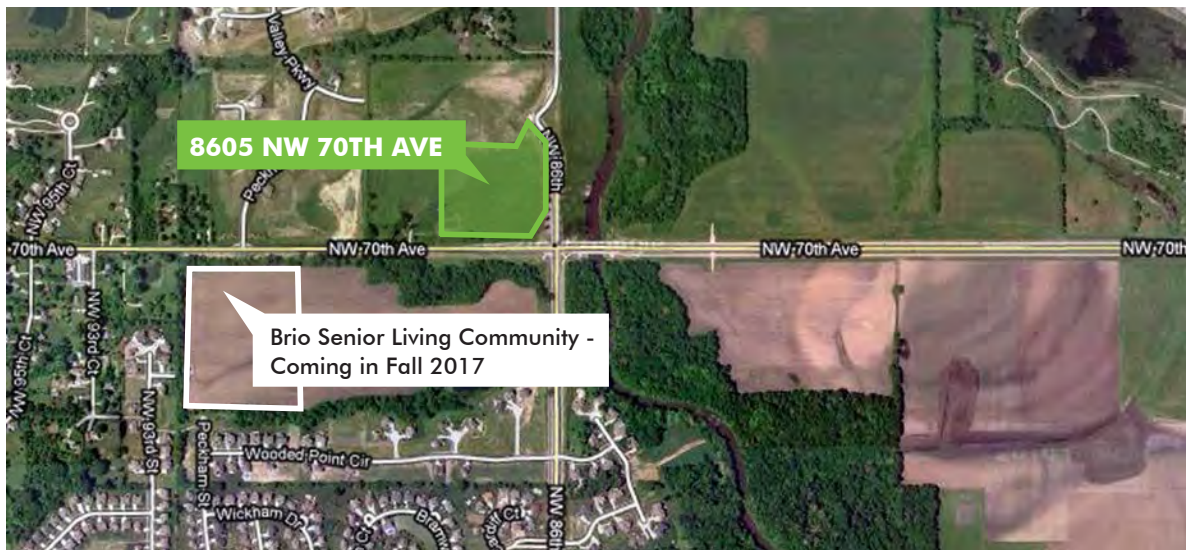 Valley Pkwy
8605 NW 70TH AVE
NW 86th
NW 95th Ct
70th Ave
NW 70th Ave
NW 70th Ave
NW 70th
Brio Senior Living Community -
Coming in Fall 2017
NW 93rd Ct
NW 95th Ct
NW 93rd St
Peckham St
Wooded Point Cir
Wickham Dr
NW 86th